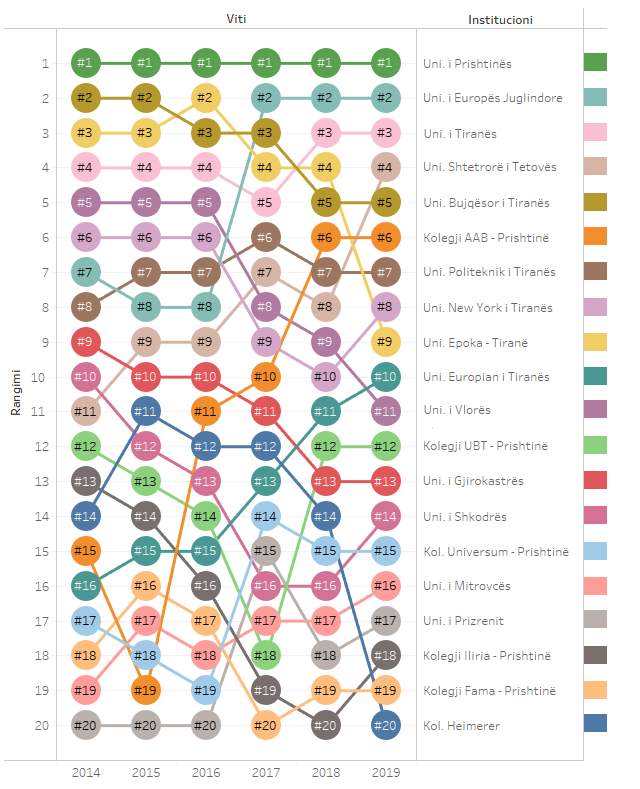 Viti Institucioni
Rangimi
1 #1 #1 #1 #1 #1 #1 Uni. i Prishtinës
2 #2 #2 #2 #2 #2 #2 Uni. i Europës Juglindore
3 #3 #3 #3 #3 #3 #3 Uni. i Tiranës
4 #4 #4 #4 #4 #4 #4 Uni. Shtetrorë i Tetovës
5 #5 #5 #5 #5 #5 #5 Uni. Bujqësor i Tiranës
6 #6 #6 #6 #6 #6 #6 Kolegji AAB - Prishtinë
7 #7 #7 #7 #7 #7 #7 Uni. Politeknik i Tiranës
8 #8 #8 #8 #8 #8 #8 Uni. New York i Tiranës
9 #9 #9 #9 #9 #9 #9 Uni. Epoka - Tiranë
10 #10 #10 #10 #10 #10 #10 Uni. Europian i Tiranës
11 #11 #11 #11 #11 #11 #11 Uni. i Vlorës
12 #12 #12 #12 #12 #12 #12 Kolegji UBT - Prishtinë
13 #13 #13 #13 #13 #13 #13 Uni. i Gjirokastrës
14 #14 #14 #14 #14 #14 #14 Uni. i Shkodrës
15 #15 #15 #15 #15 #15 #15 Kol. Universum - Prishtinë
16 #16 #16 #16 #16 #16 #16 Uni. i Mitrovcës
17 #17 #17 #17 #17 #17 #17 Uni. i Prizrenit
18 #18 #18 #18 #18 #18 #18 Kolegji Iliria - Prishtinë
19 #19 #19 #19 #19 #19 #19 Kolegji Fama - Prishtinë
20 #20 #20 #20 #20 #20 #20 Kol. Heimerer
2014 2015 2016 2017 2018 2019